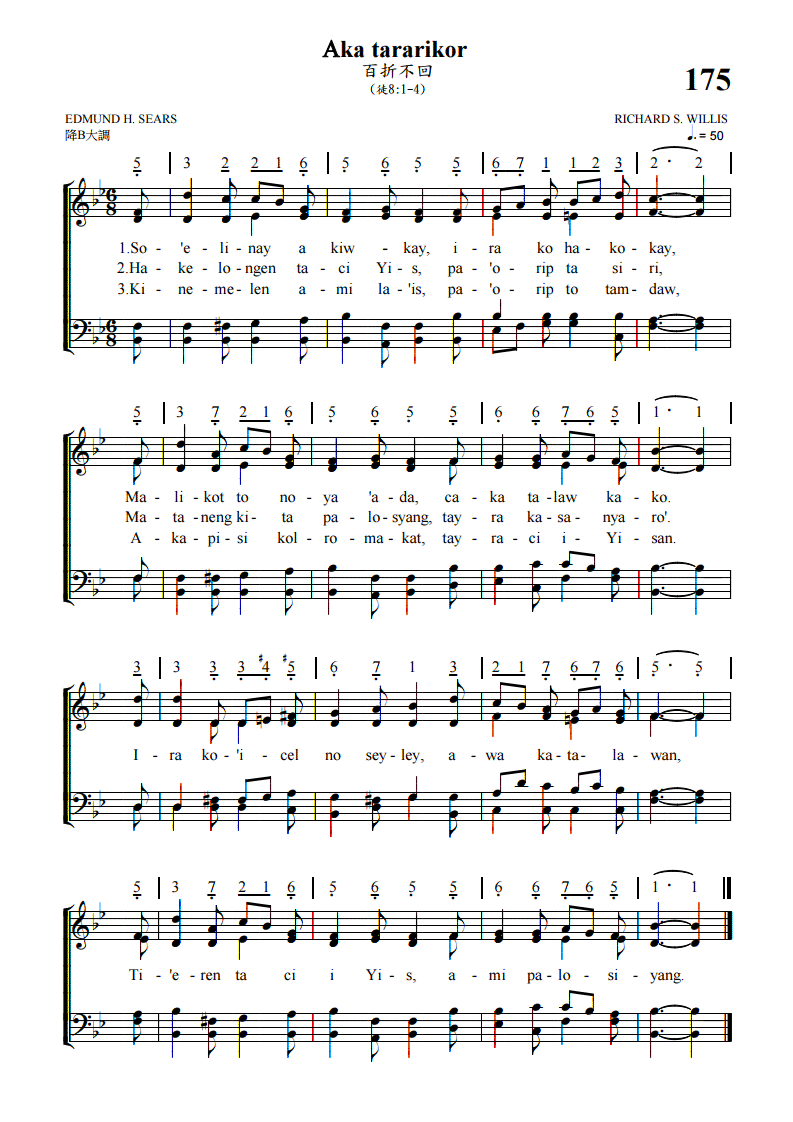 Aka tararikor
百折不回
(徒8:1-4)
175
EDMUND H. SEARS
RICHARD S. WILLIS
降B大調
♩. = 50
5 3 2 2 1 6 5 6 5 5 6 7 1 1 2 3 2 · 2
1.So - 'e - li - nay a kiw - kay, i - ra ko ha - ko - kay,
2.Ha - ke - lo - ngen ta - ci Yis, pa - 'o - rip ta si - ri,
3.Ki - ne - me - len a - mi la - 'is, pa - 'o - rip to tam - daw,
5 3 7 2 1 6 5 6 5 5 6 6 7 6 5 1 · 1
Ma - li - kot to no - ya 'a - da, ca - ka ta - law ka - ko.
Ma - ta - neng ki - ta pa - lo - syang, tay - ra ka - sa - nya - ro'.
A - ka - pi - si kol - ro - ma - kat, tay - ra - ci i - Yi - san.
3 3 3 3 ♯4 ♯5 6 7 1 3 2 1 7 6 7 6 5 · 5
I - ra ko - 'i - cel no sey - ley, a - wa ka - ta - la - wan,
5 3 7 2 1 6 5 6 5 5 6 6 7 6 5 1 · 1
Ti - 'e - ren ta ci i Yis, a - mi pa - lo - si - yang.